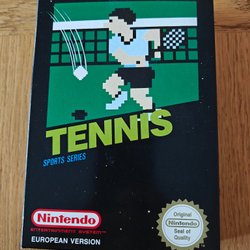 TENNIS
SPORTS SERIES
Nintendo
ENTERTAINMENT SYSTEM
EUROPEAN VERSION
Original
Nintendo
Seal of
Quality